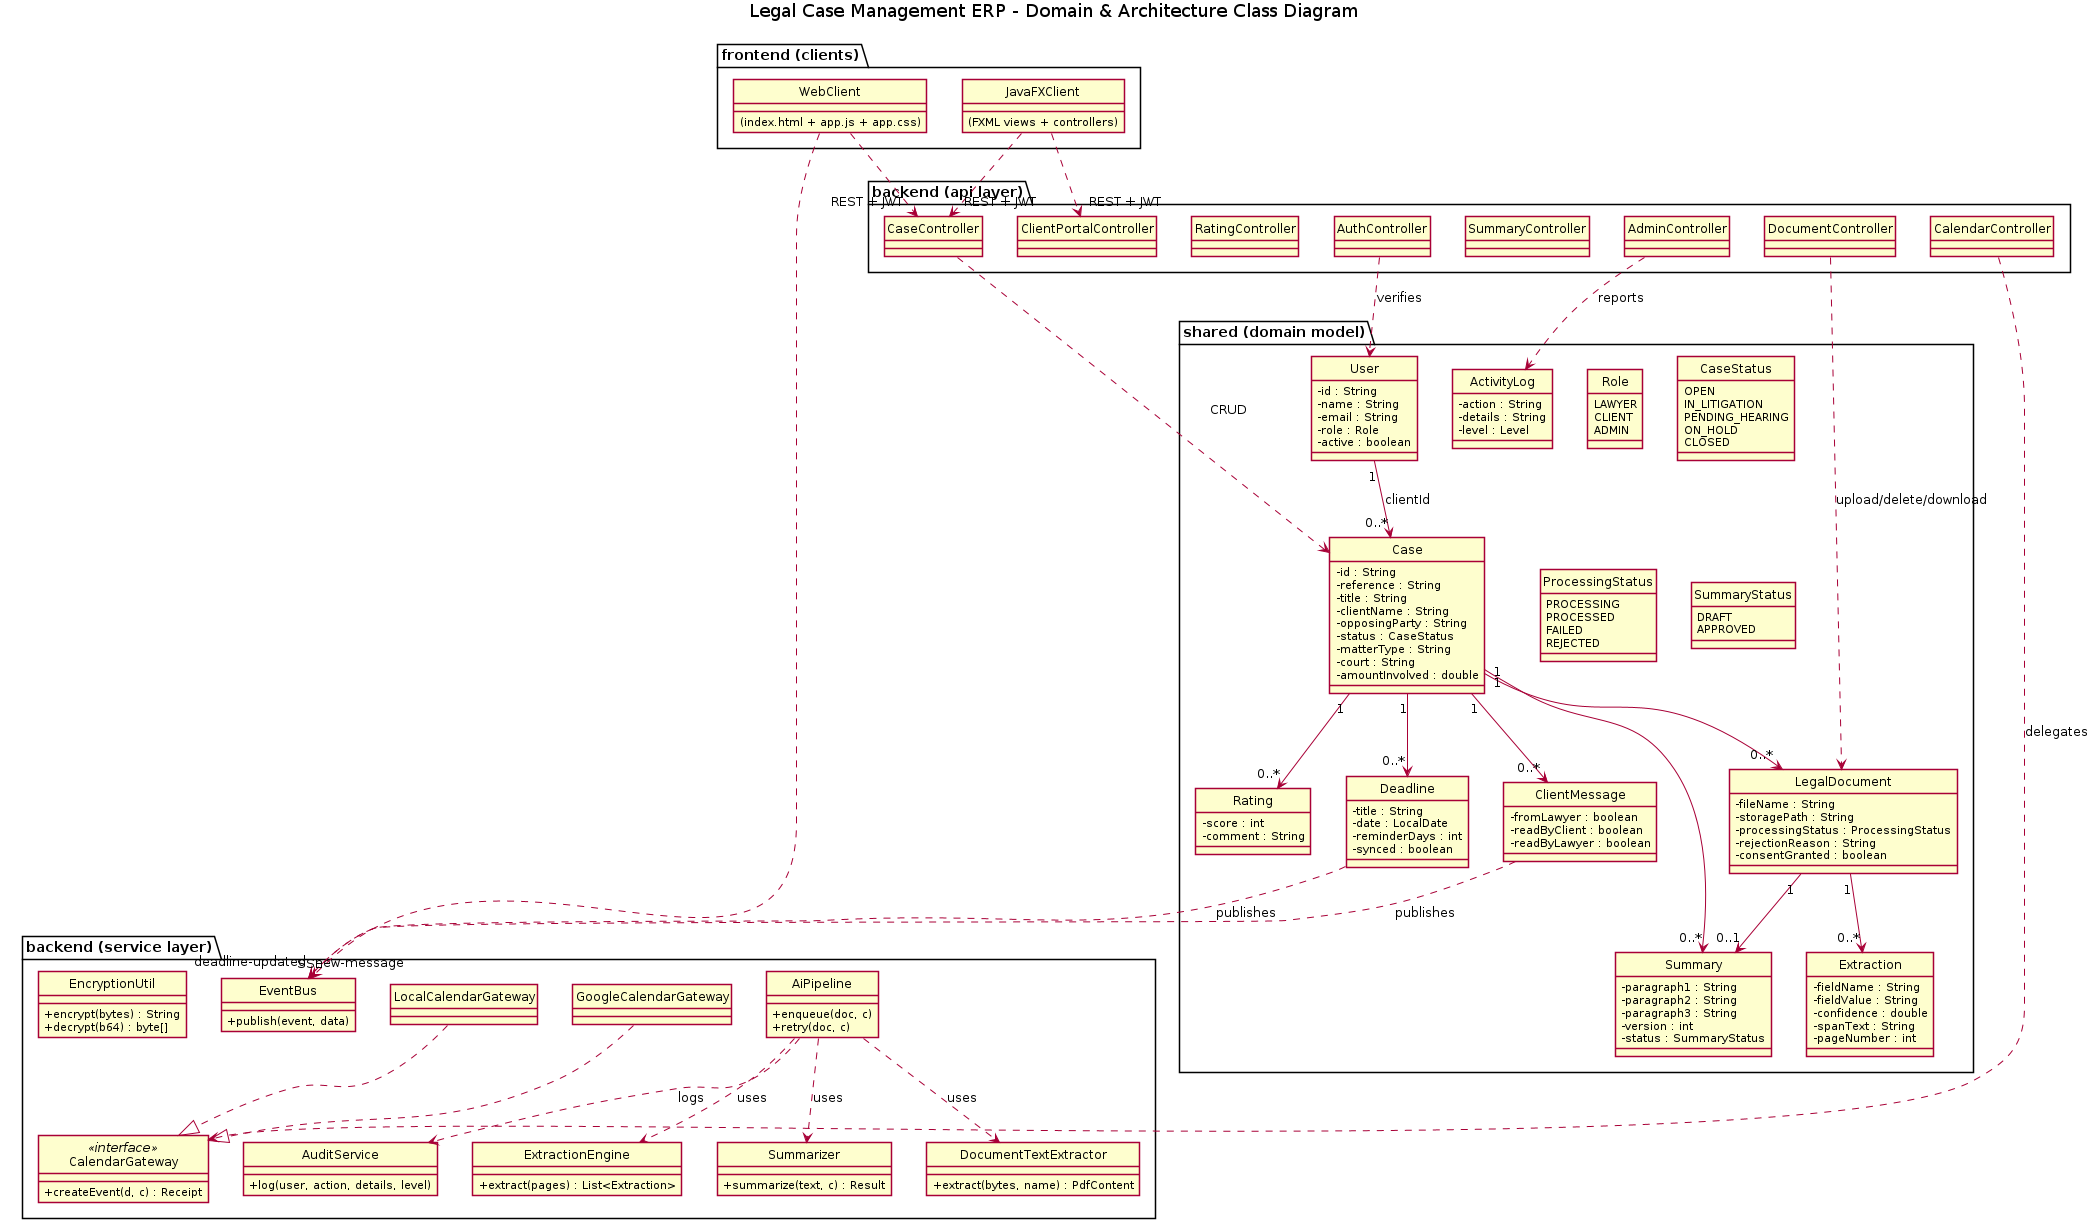 Legal Case Management ERP - Domain & Architecture Class Diagram
frontend (clients)
WebClient
(index.html + app.js + app.css)
JavaFXClient
(FXML views + controllers)
backend (api layer)
REST + JWT
REST + JWT
REST + JWT
CaseController
ClientPortalController
RatingController
AuthController
SummaryController
AdminController
DocumentController
CalendarController
verifies
reports
CRUD
upload/delete/download
delegates
shared (domain model)
User
-id : String
-name : String
-email : String
-role : Role
-active : boolean
ActivityLog
-action : String
-details : String
-level : Level
Role
LAWYER
CLIENT
ADMIN
CaseStatus
OPEN
IN_LITIGATION
PENDING_HEARING
ON_HOLD
CLOSED
1
clientId
0..*
Case
-id : String
-reference : String
-title : String
-clientName : String
-opposingParty : String
-status : CaseStatus
-matterType : String
-court : String
-amountInvolved : double
ProcessingStatus
PROCESSING
PROCESSED
FAILED
REJECTED
SummaryStatus
DRAFT
APPROVED
1
1
1
1
1
0..*
0..*
0..*
0..*
Rating
-score : int
-comment : String
Deadline
-title : String
-date : LocalDate
-reminderDays : int
-synced : boolean
ClientMessage
-fromLawyer : boolean
-readByClient : boolean
-readByLawyer : boolean
LegalDocument
-fileName : String
-storagePath : String
-processingStatus : ProcessingStatus
-rejectionReason : String
-consentGranted : boolean
1
1
publishes
publishes
0..*
0..1
0..*
Summary
-paragraph1 : String
-paragraph2 : String
-paragraph3 : String
-version : int
-status : SummaryStatus
Extraction
-fieldName : String
-fieldValue : String
-confidence : double
-spanText : String
-pageNumber : int
backend (service layer)
deadline-updated
new-message
EncryptionUtil
+encrypt(bytes) : String
+decrypt(b64) : byte[]
EventBus
+publish(event, data)
LocalCalendarGateway
GoogleCalendarGateway
AiPipeline
+enqueue(doc, c)
+retry(doc, c)
logs
uses
uses
uses
«interface»
CalendarGateway
+createEvent(d, c) : Receipt
AuditService
+log(user, action, details, level)
ExtractionEngine
+extract(pages) : List<Extraction>
Summarizer
+summarize(text, c) : Result
DocumentTextExtractor
+extract(bytes, name) : PdfContent